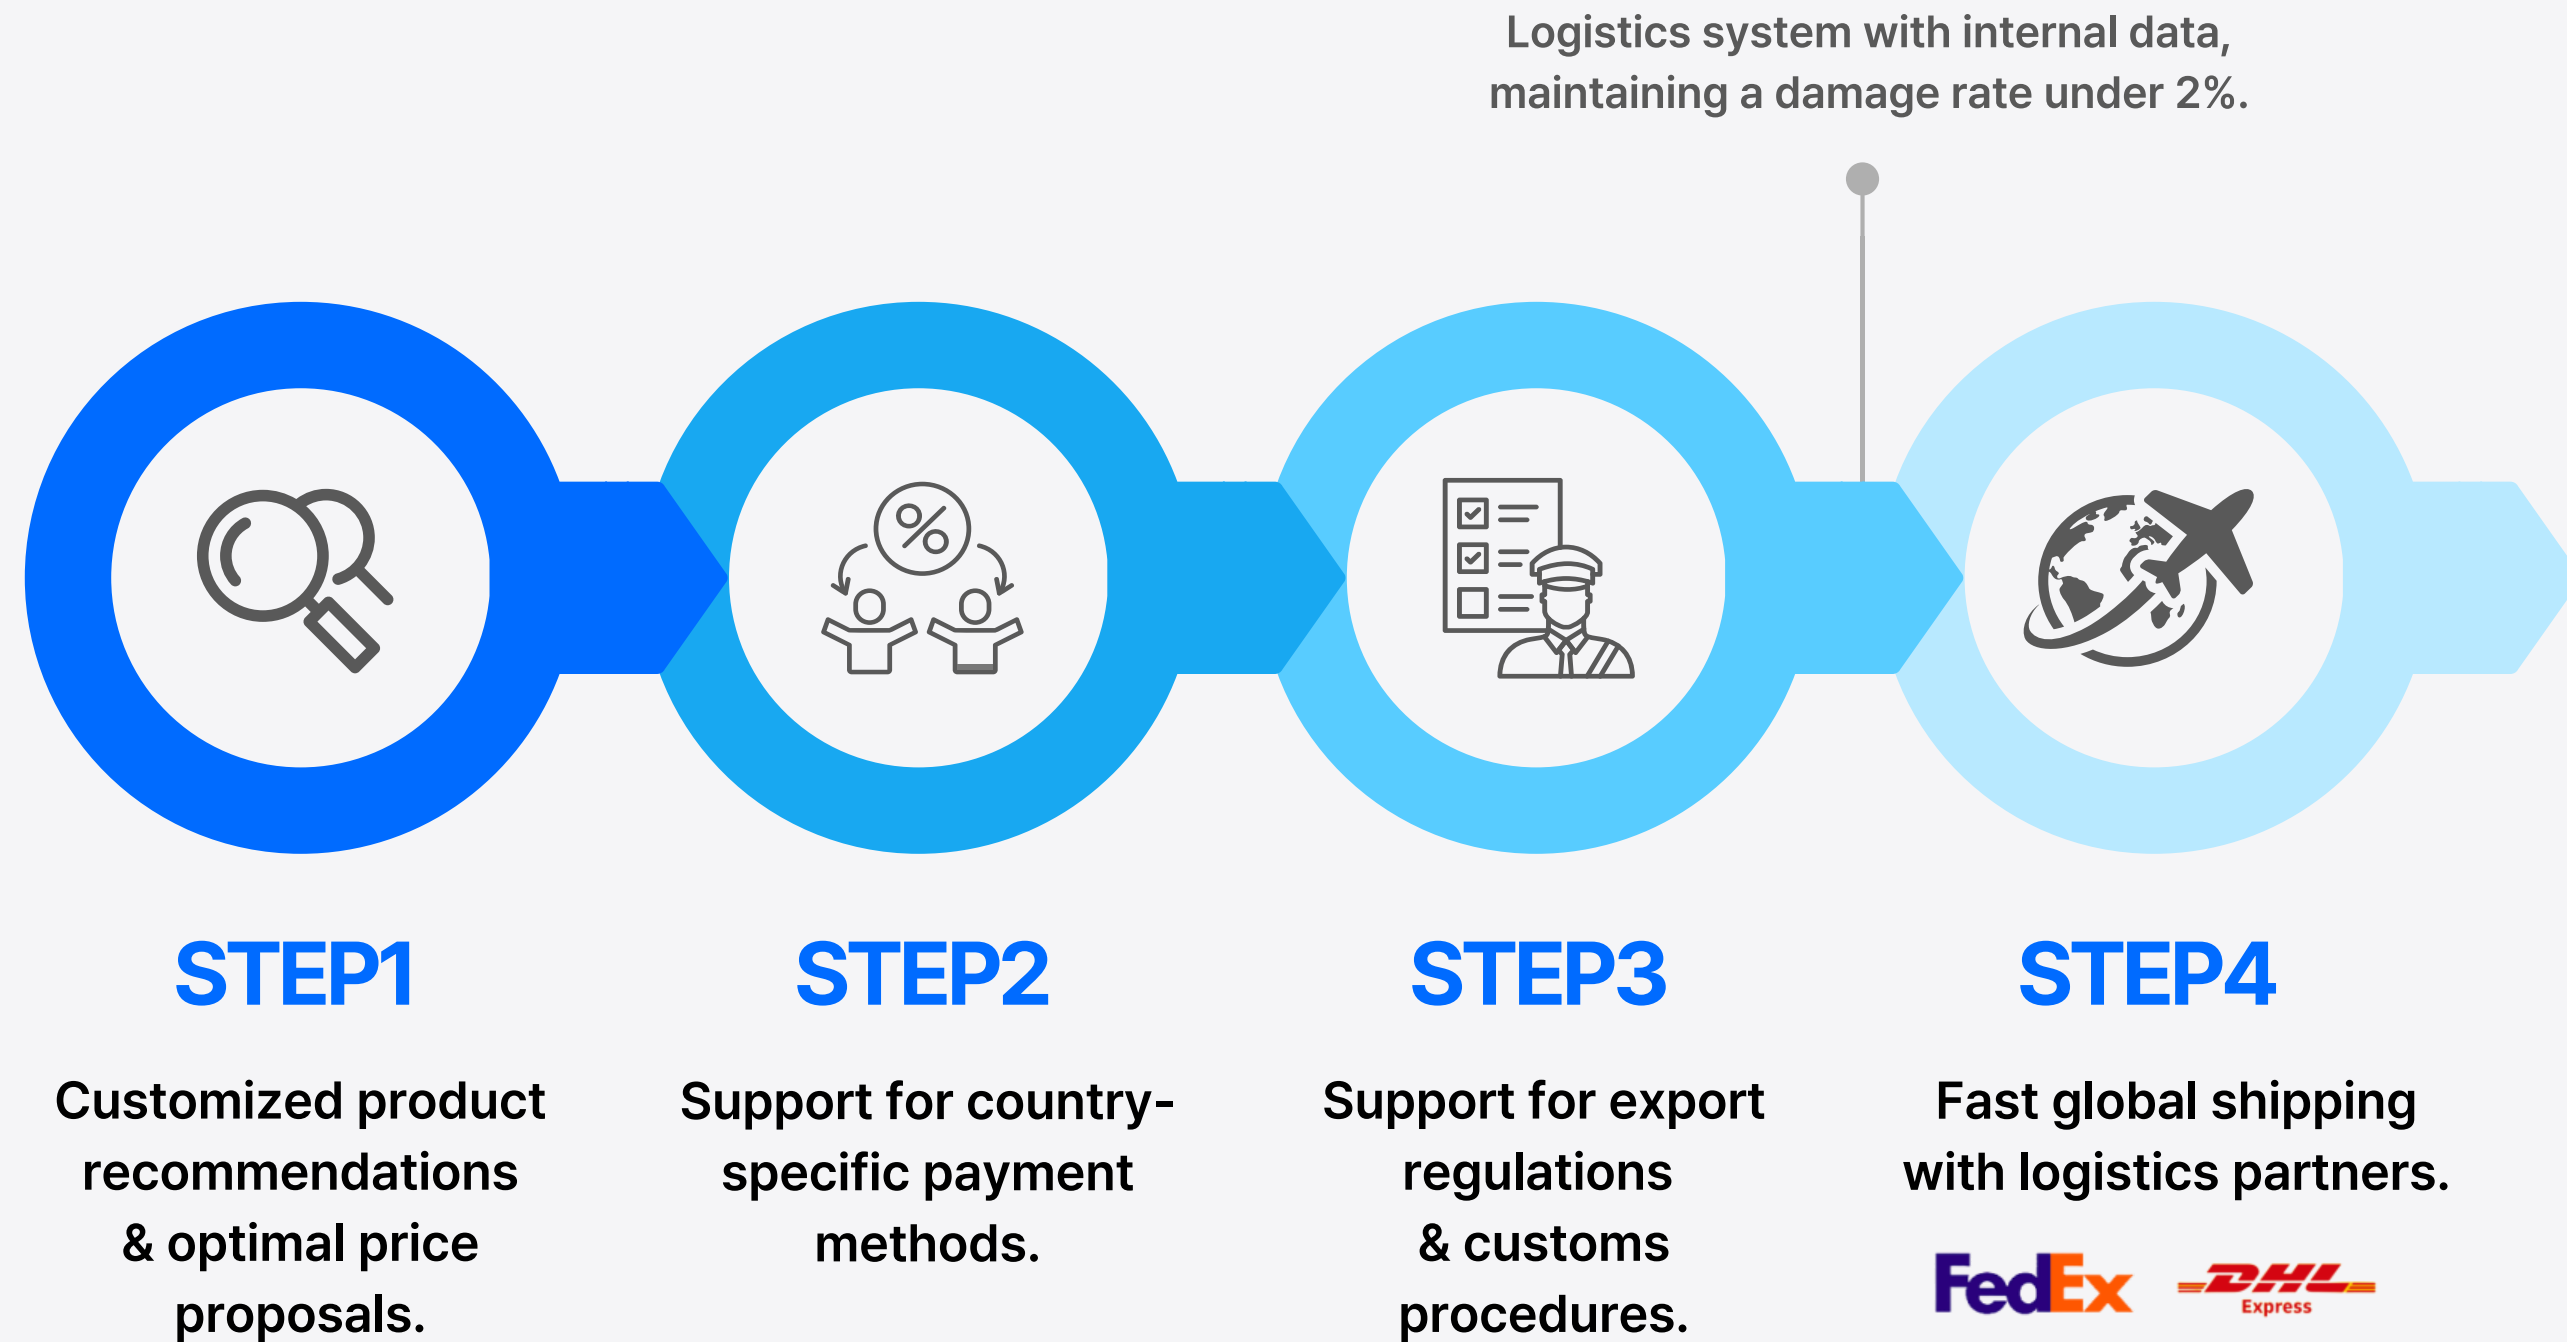 Logistics system with internal data,
maintaining a damage rate under 2%.
%
STEP1
Customized product
recommendations
& optimal price
proposals.
STEP2
Support for country-
specific payment
methods.
STEP3
Support for export
regulations
& customs
procedures.
STEP4
Fast global shipping
with logistics partners.
FedEx
DHL
Express